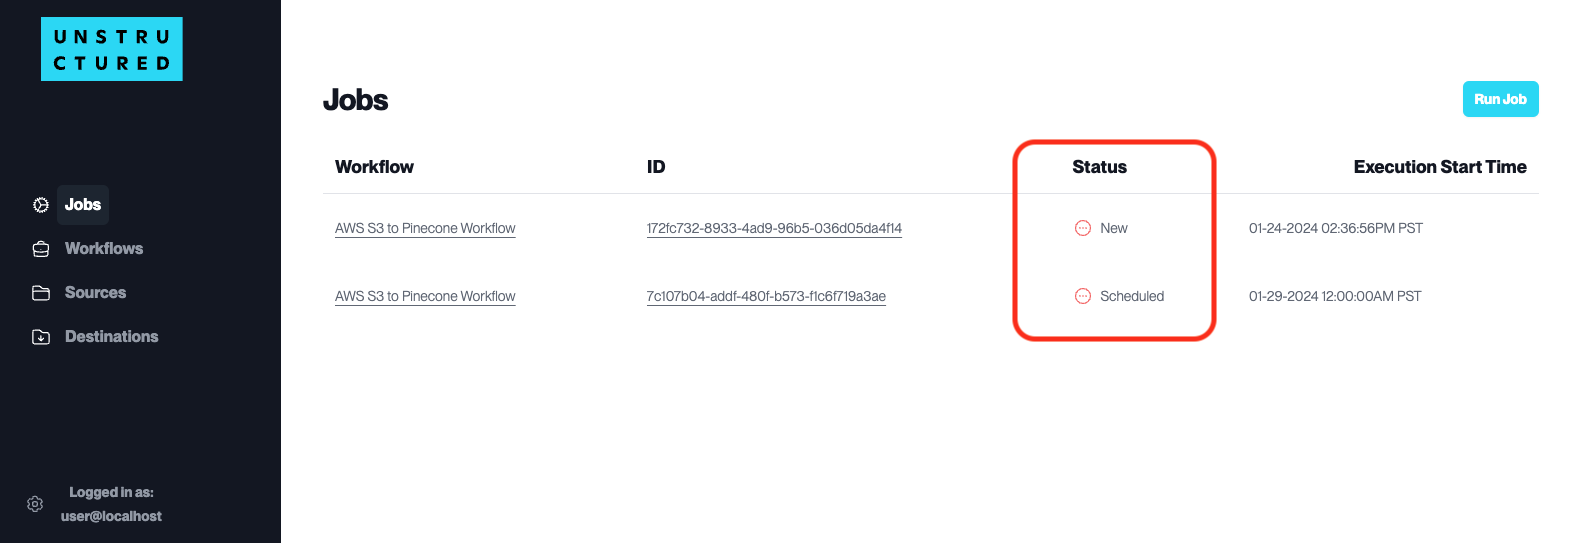 UNSTRU
CTURED
Jobs
Workflows
Sources
Destinations
Logged in as:
user@localhost
Jobs
Run Job
Workflow ID Status Execution Start Time
AWS S3 to Pinecone Workflow 172fc732-8933-4ad9-96b5-036d05da4f14 New 01-24-2024 02:36:56PM PST
AWS S3 to Pinecone Workflow 7c107b04-addf-480f-b573-f1c6f719a3ae Scheduled 01-29-2024 12:00:00AM PST